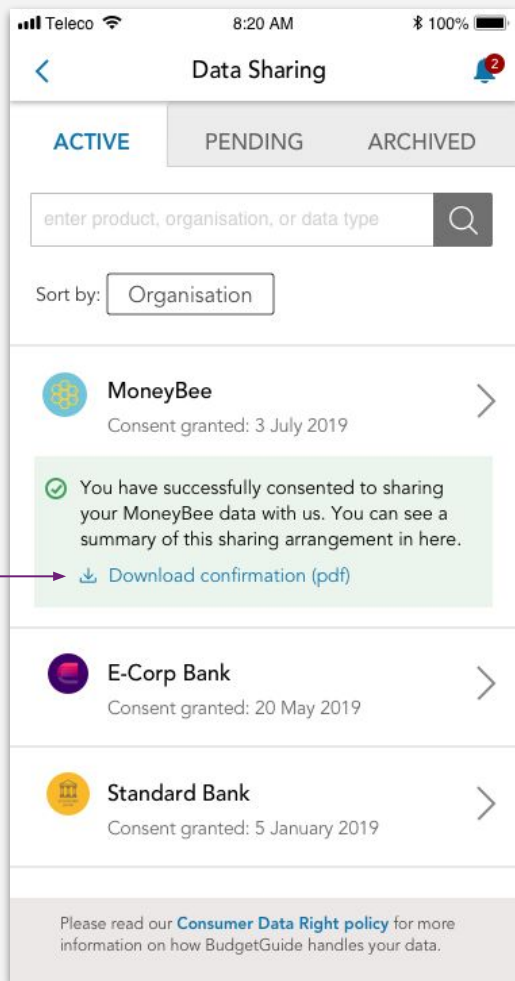 Teleco 8:20 AM 100%
Data Sharing 2
ACTIVE PENDING ARCHIVED
enter product, organisation, or data type
Sort by: Organisation
MoneyBee
Consent granted: 3 July 2019
You have successfully consented to sharing
your MoneyBee data with us. You can see a
summary of this sharing arrangement in here.
Download confirmation (pdf)
E-Corp Bank
Consent granted: 20 May 2019
Standard Bank
Consent granted: 5 January 2019
Please read our Consumer Data Right policy for more
information on how BudgetGuide handles your data.